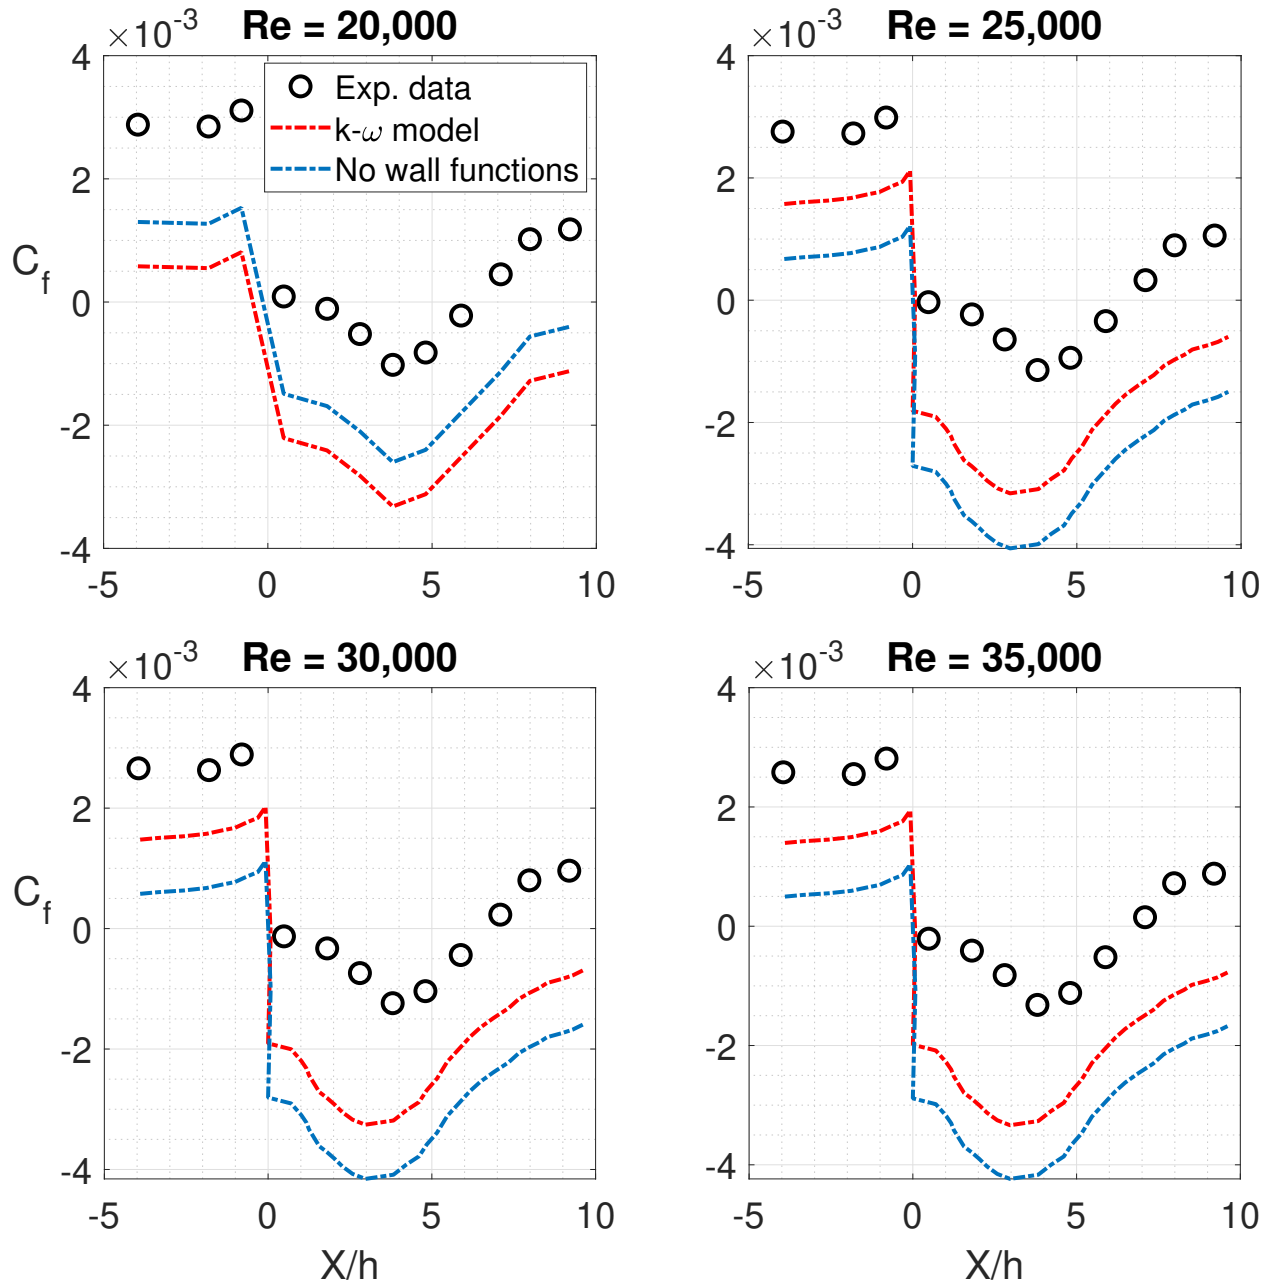 ×10⁻³ Re = 20,000
4
2
0
-2
-4
C_f
-5 0 5 10
Exp. data
k-ω model
No wall functions
×10⁻³ Re = 25,000
4
2
0
-2
-4
-5 0 5 10
×10⁻³ Re = 30,000
4
2
0
-2
-4
C_f
-5 0 5 10
X/h
×10⁻³ Re = 35,000
4
2
0
-2
-4
-5 0 5 10
X/h